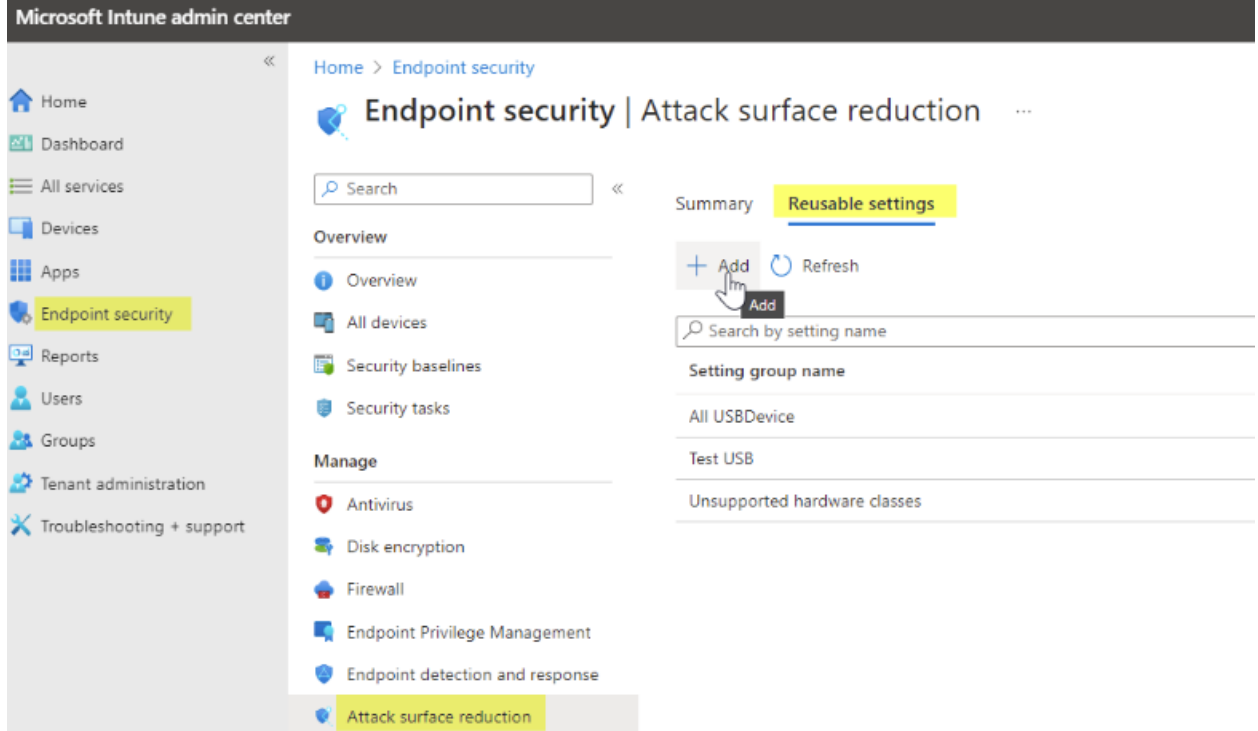 Microsoft Intune admin center
«
Home
Dashboard
All services
Devices
Apps
Endpoint security
Reports
Users
Groups
Tenant administration
Troubleshooting + support
Home > Endpoint security
Endpoint security | Attack surface reduction ...
Search
«
Overview
Overview
All devices
Security baselines
Security tasks
Manage
Antivirus
Disk encryption
Firewall
Endpoint Privilege Management
Endpoint detection and response
Attack surface reduction
Summary Reusable settings
+ Add Refresh
Add
Search by setting name
Setting group name
All USBDevice
Test USB
Unsupported hardware classes